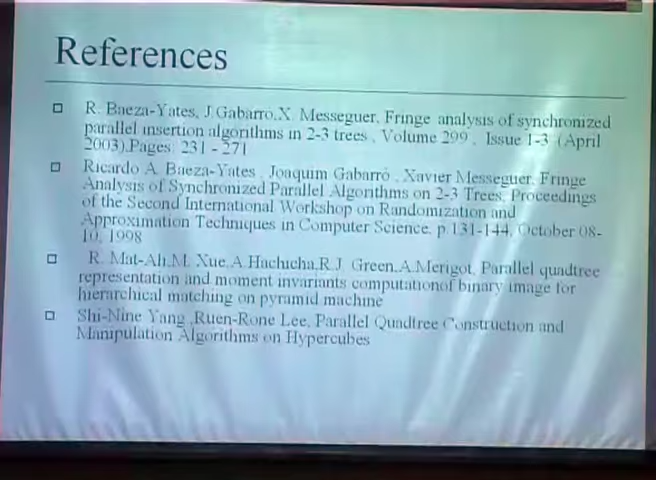 References
R. Baeza-Yates, J.Gabarró,X. Messeguer, Fringe analysis of synchronized
parallel insertion algorithms in 2-3 trees , Volume 299 , Issue 1-3 (April
2003),Pages: 231 - 271
Ricardo A. Baeza-Yates , Joaquim Gabarró , Xavier Messeguer, Fringe
Analysis of Synchronized Parallel Algorithms on 2-3 Trees, Proceedings
of the Second International Workshop on Randomization and
Approximation Techniques in Computer Science, p.131-144, October 08-
10, 1998
R. Mat-Ali,M. Xue,A.Hachicha,R.J. Green,A.Merigot, Parallel quadtree
representation and moment invariants computationof binary image for
hierarchical matching on pyramid machine
Shi-Nine Yang ,Ruen-Rone Lee, Parallel Quadtree Construction and
Manipulation Algorithms on Hypercubes